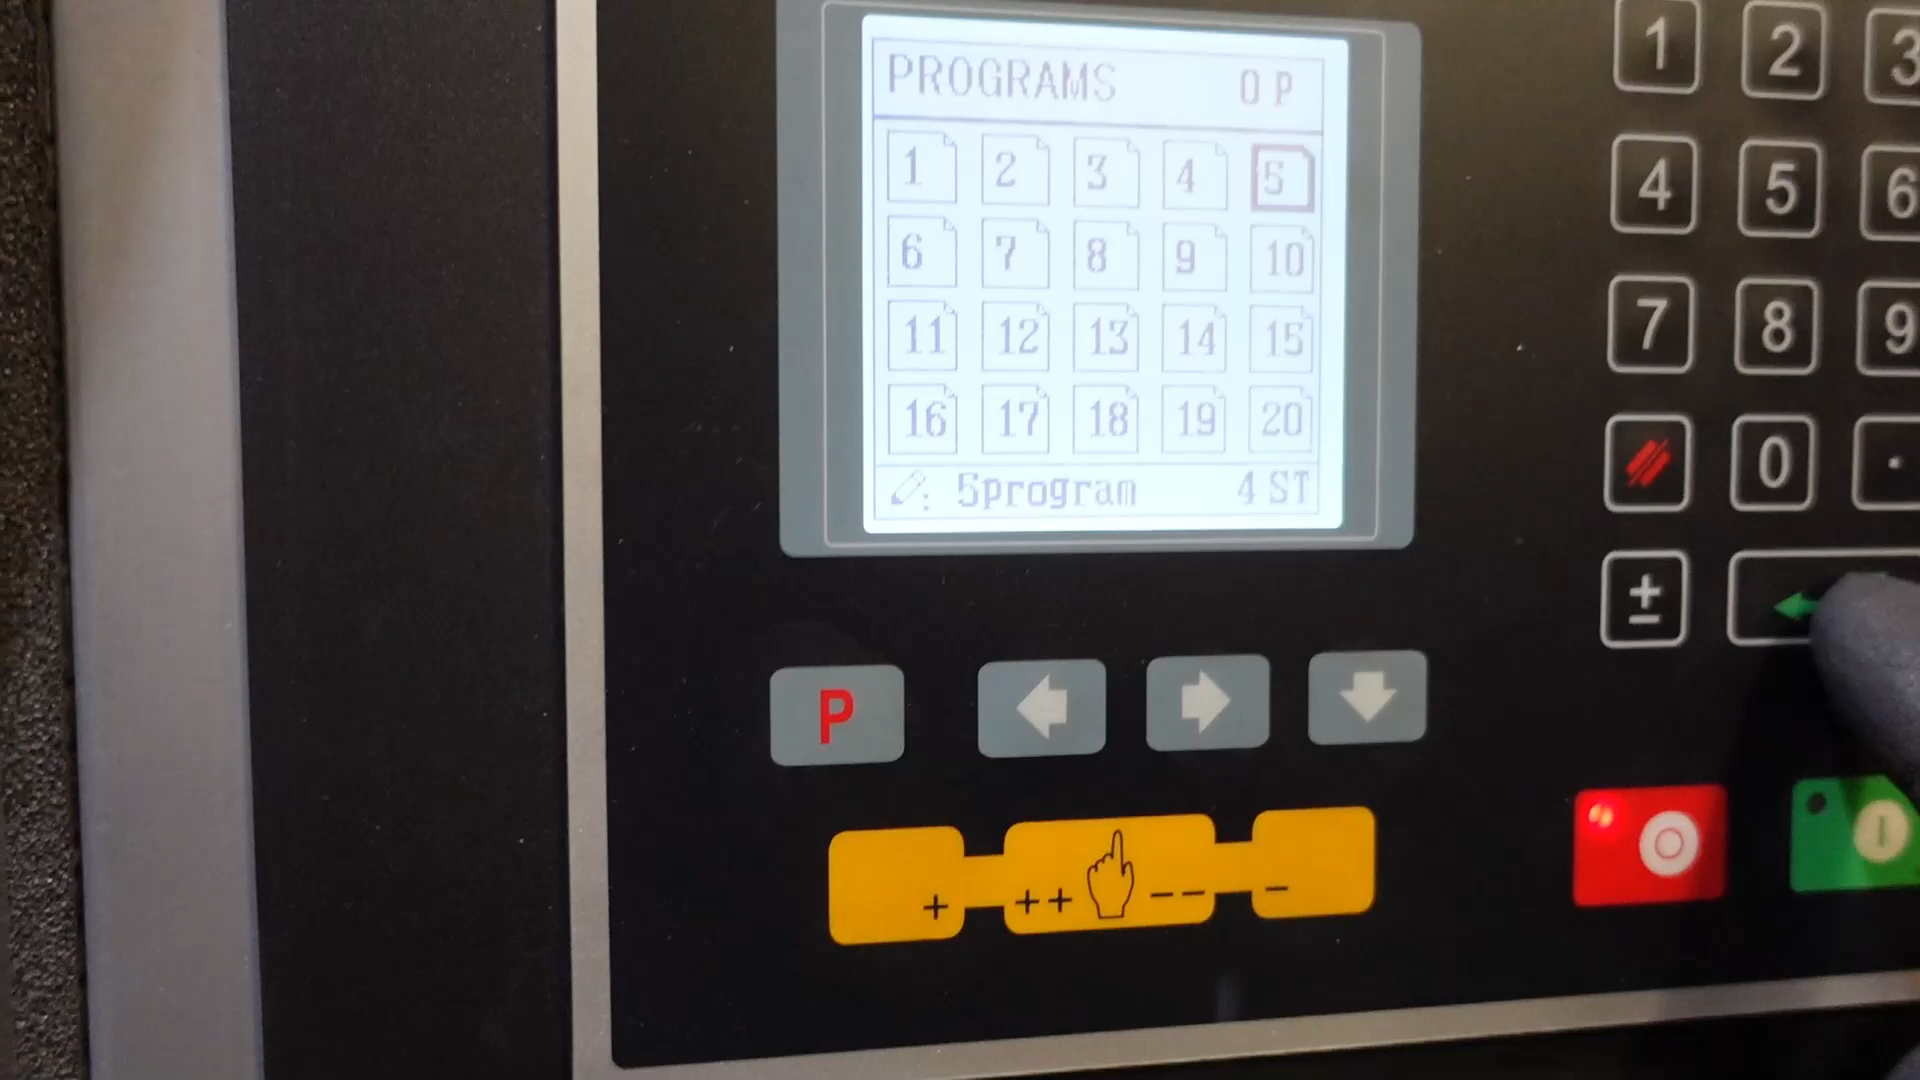 PROGRAMS 0 P
1 2 3 4 5
6 7 8 9 10
11 12 13 14 15
16 17 18 19 20
: 5program 4 ST
P
+ ++ -- -
1 2 3
4 5 6
7 8 9
0 .
±